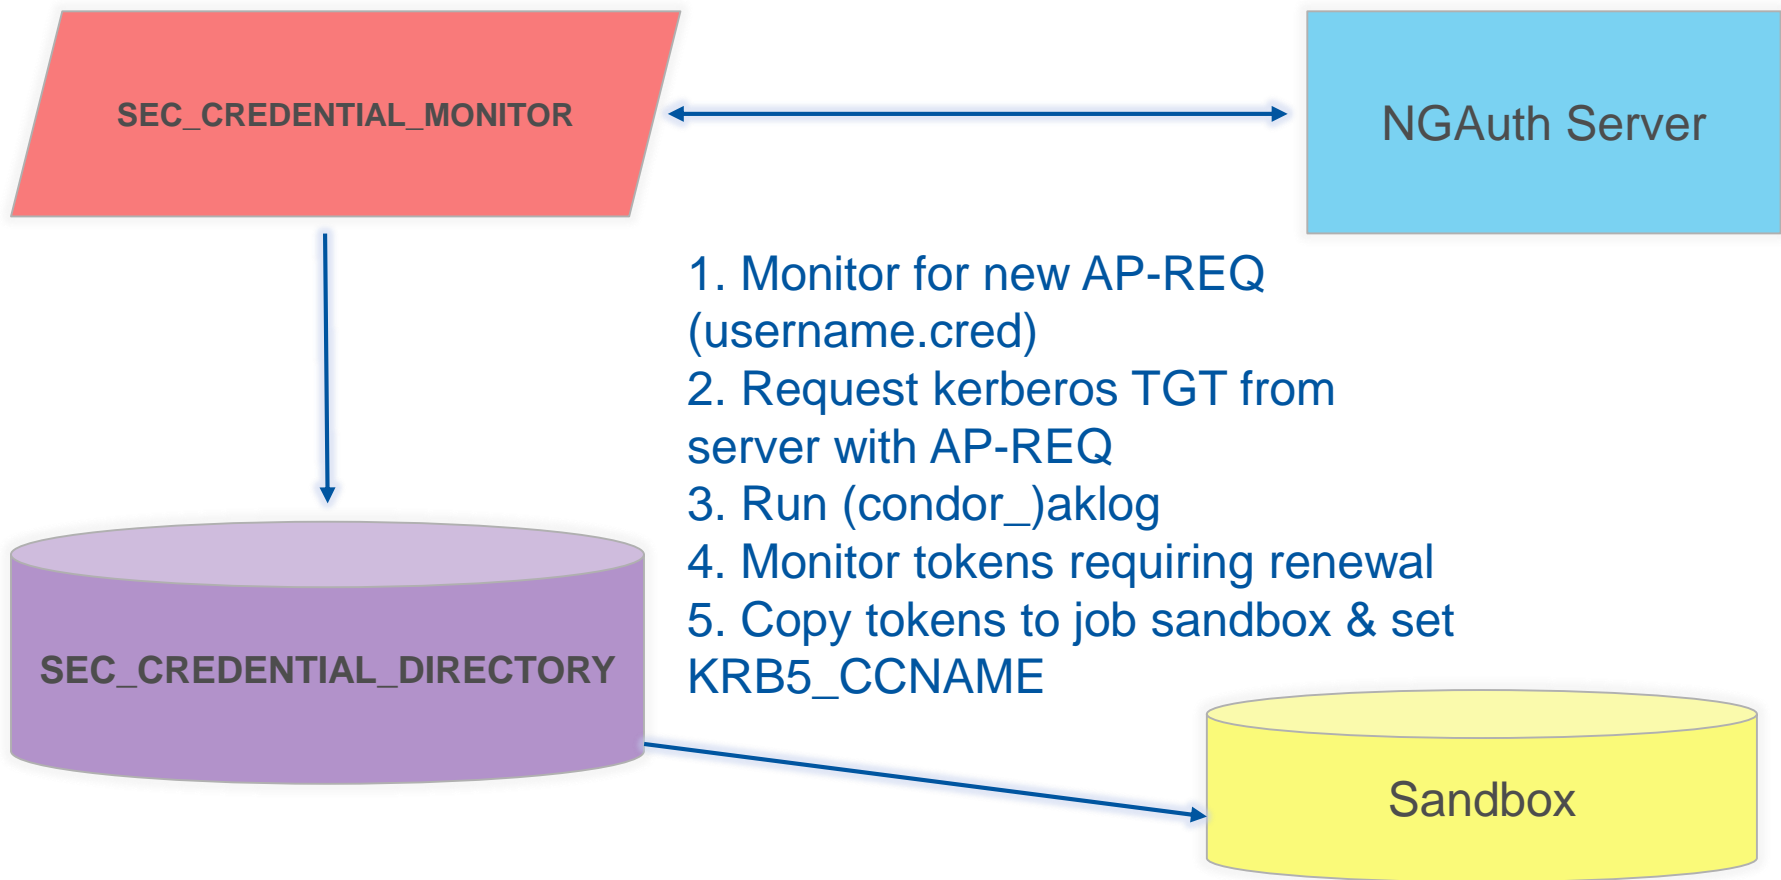 SEC_CREDENTIAL_MONITOR
NGAuth Server
1. Monitor for new AP-REQ
(username.cred)
2. Request kerberos TGT from
server with AP-REQ
3. Run (condor_)aklog
4. Monitor tokens requiring renewal
5. Copy tokens to job sandbox & set
KRB5_CCNAME
SEC_CREDENTIAL_DIRECTORY
Sandbox